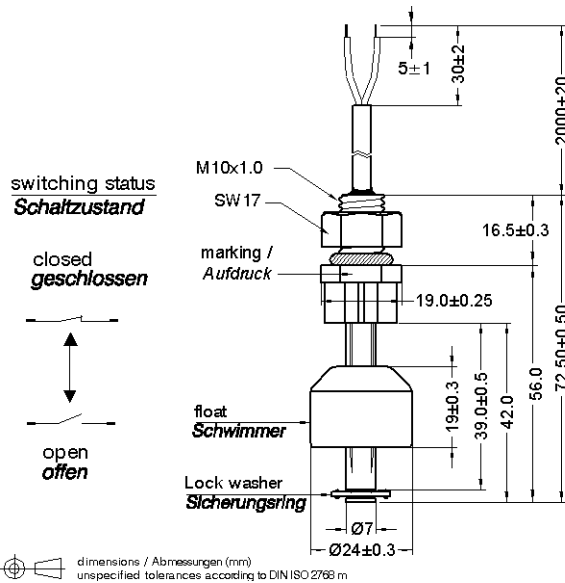 5±1
30±2
2000+20
M10x1.0
SW 17
switching status
Schaltzustand
16.5±0.3
closed
geschlossen
marking /
Aufdruck
19.0±0.25
72.50±0.50
56.0
42.0
39.0±0.5
19±0.3
float
Schwimmer
open
offen
Lock washer
Sicherungsring
Ø7
Ø24±0.3
dimensions / Abmessungen (mm)
unspecified tolerances according to DIN ISO 2768 m